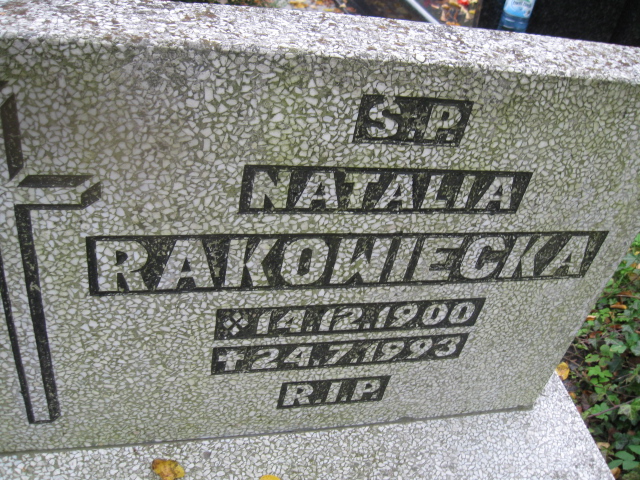 Ś.P.
NATALIA
RAKOWIECKA
14.12.1900
✝24.7.1993
R.I.P.